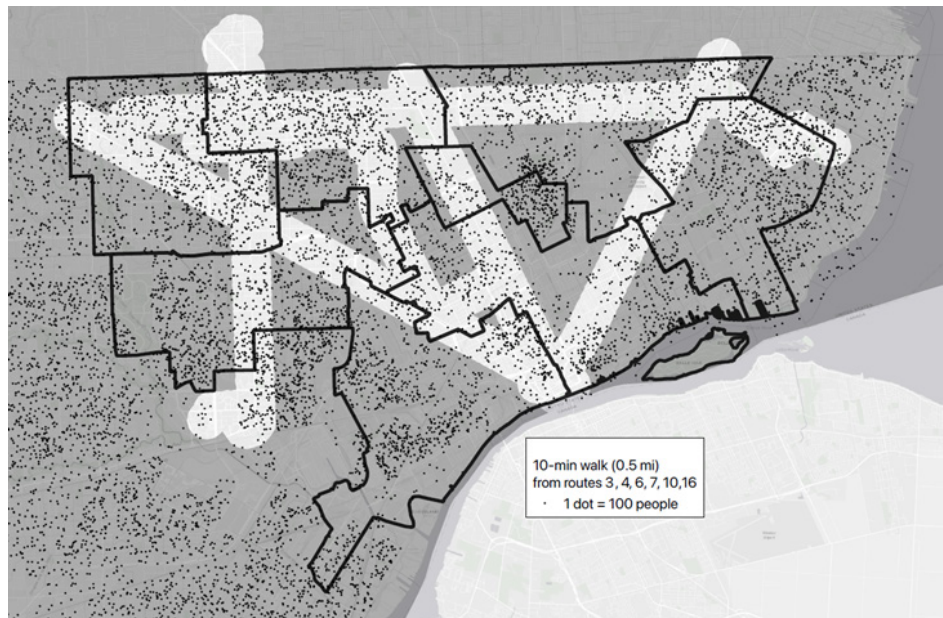 10-min walk (0.5 mi)
from routes 3, 4, 6, 7, 10,16
· 1 dot = 100 people